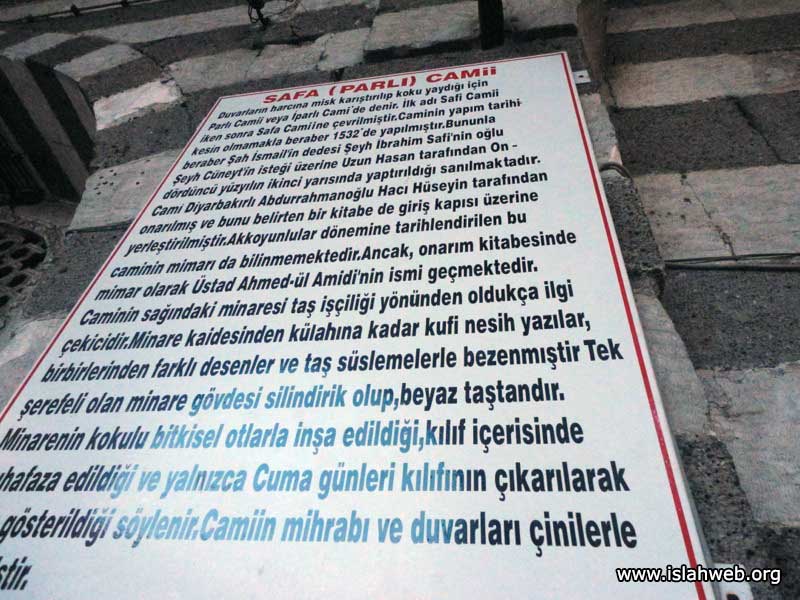 SAFA (PARLI) CAMii
Duvarların harcına misk karıştırılıp koku yaydığı için
Parlı Camii veya Iparlı Cami'de denir. İlk adı Safi Camii
iken sonra Safa Camiine çevrilmiştir.Caminin yapım tarihi
kesin olmamakla beraber 1532'de yapılmıştır.Bununla
beraber Şah İsmail'in dedesi Şeyh İbrahim Safi'nin oğlu
Şeyh Cüneyt'in isteği üzerine Uzun Hasan tarafından On -
dördüncü yüzyılın ikinci yarısında yaptırıldığı sanılmaktadır.
Cami Diyarbakırlı Abdurrahmanoğlu Hacı Hüseyin tarafından
onarılmış ve bunu belirten bir kitabe de giriş kapısı üzerine
yerleştirilmiştir.Akkoyunlular dönemine tarihlendirilen bu
caminin mimarı da bilinmemektedir.Ancak, onarım kitabesinde
mimar olarak Üstad Ahmed-ül Amidi'nin ismi geçmektedir.
Caminin sağındaki minaresi taş işçiliği yönünden oldukça ilgi
çekicidir.Minare kaidesinden külahına kadar kufi nesih yazılar,
birbirlerinden farklı desenler ve taş süslemelerle bezenmıştir Tek
şerefeli olan minare gövdesi silindirik olup,beyaz taştandır.
Minarenin kokulu bitkisel otlarla inşa edildiği,kılıf içerisinde
uhafaza edildiği ve yalnızca Cuma günleri kılıfının çıkarılarak
gösterildiği söylenir.Camiin mihrabı ve duvarları çinilerle
ştir.
www.islahweb.org